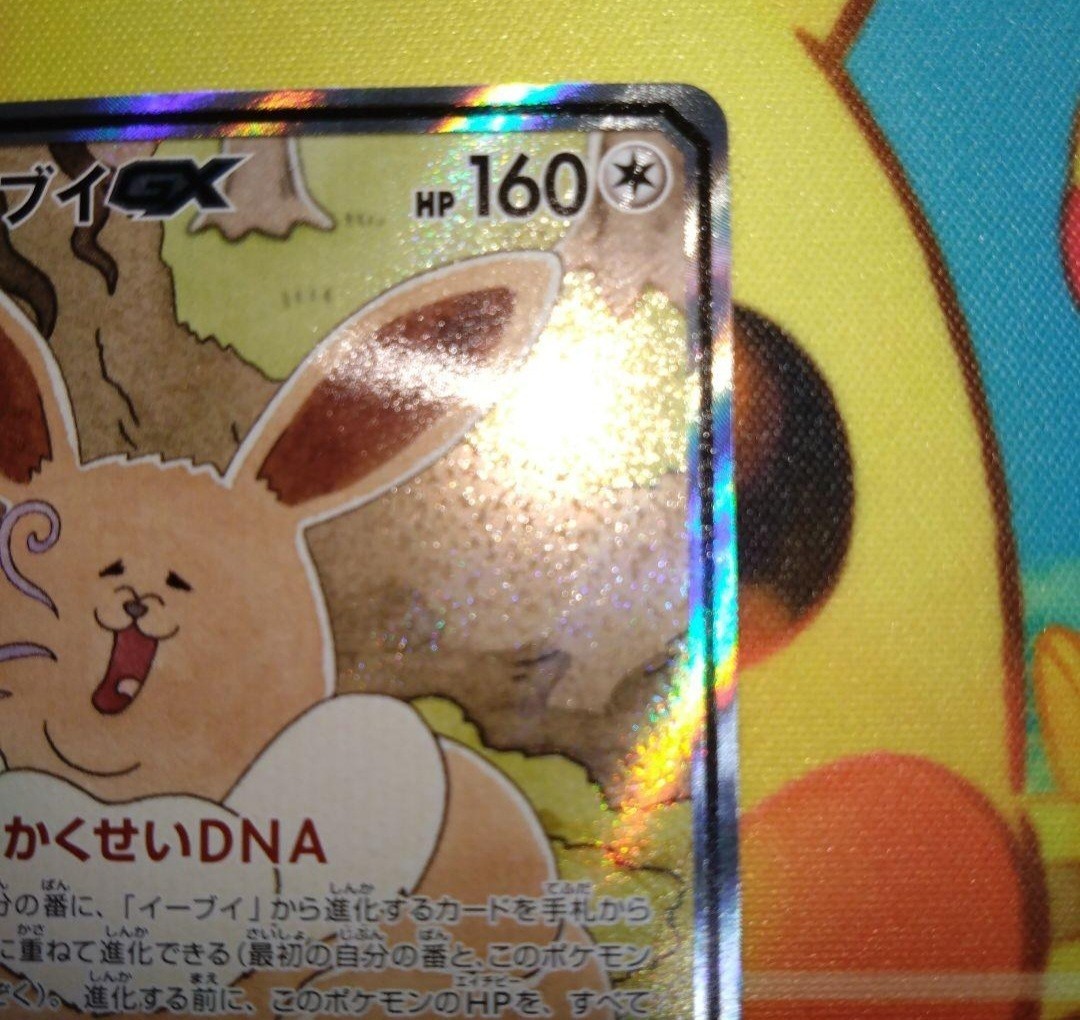 ブイGX HP 160
かくせいDNA
分の番に、「イーブイ」から進化するカードを手札から
に重ねて進化できる(最初の自分の番と、このポケモン
ぞく)。進化する前に、このポケモンのHPを、すべて